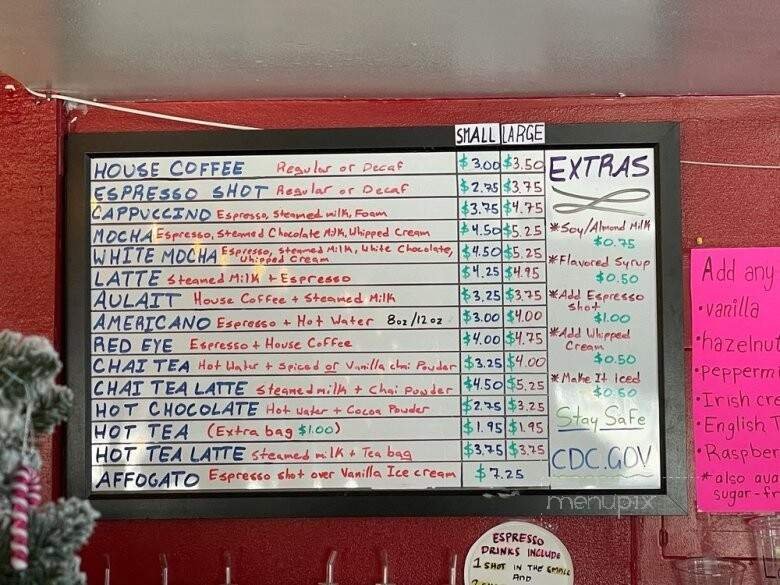 SMALL LARGE
HOUSE COFFEE Regular or Decaf $3.00 $3.50
ESPRESSO SHOT Regular or Decaf $2.75 $3.75
CAPPUCCINO Espresso, Steamed milk, Foam $3.75 $4.75
MOCHA Espresso, Steamed Chocolate Milk, Whipped Cream $4.50 $5.25
WHITE MOCHA Espresso, Steamed Milk, White Chocolate, Whipped Cream $4.50 $5.25
LATTE Steamed Milk + Espresso $4.25 $4.95
AULAIT House Coffee + Steamed Milk $3.25 $3.75
AMERICANO Espresso + Hot Water 8oz/12oz $3.00 $4.00
RED EYE Espresso + House Coffee $4.00 $4.75
CHAI TEA Hot Water + Spiced or Vanilla chai Powder $3.25 $4.00
CHAI TEA LATTE Steamed milk + Chai Powder $4.50 $5.25
HOT CHOCOLATE Hot water + Cocoa Powder $2.75 $3.25
HOT TEA (Extra bag $1.00) $1.95 $1.95
HOT TEA LATTE Steamed milk + Tea bag $3.75 $3.75
AFFOGATO Espresso shot over Vanilla Ice cream $7.25
EXTRAS
*Soy/Almond Milk
$0.75
*Flavored Syrup
$0.50
*Add Espresso
Shot
$1.00
*Add Whipped
Cream
$0.50
*Make It Iced
$0.50
Stay Safe
CDC.GOV
menupix
Add any
•vanilla
•hazelnut
•peppermi
•Irish cre
•English T
•Raspber
*also ava
sugar-fr
ESPRESSO
DRINKS INCLUDE
1 SHOT IN THE SMALL
AND